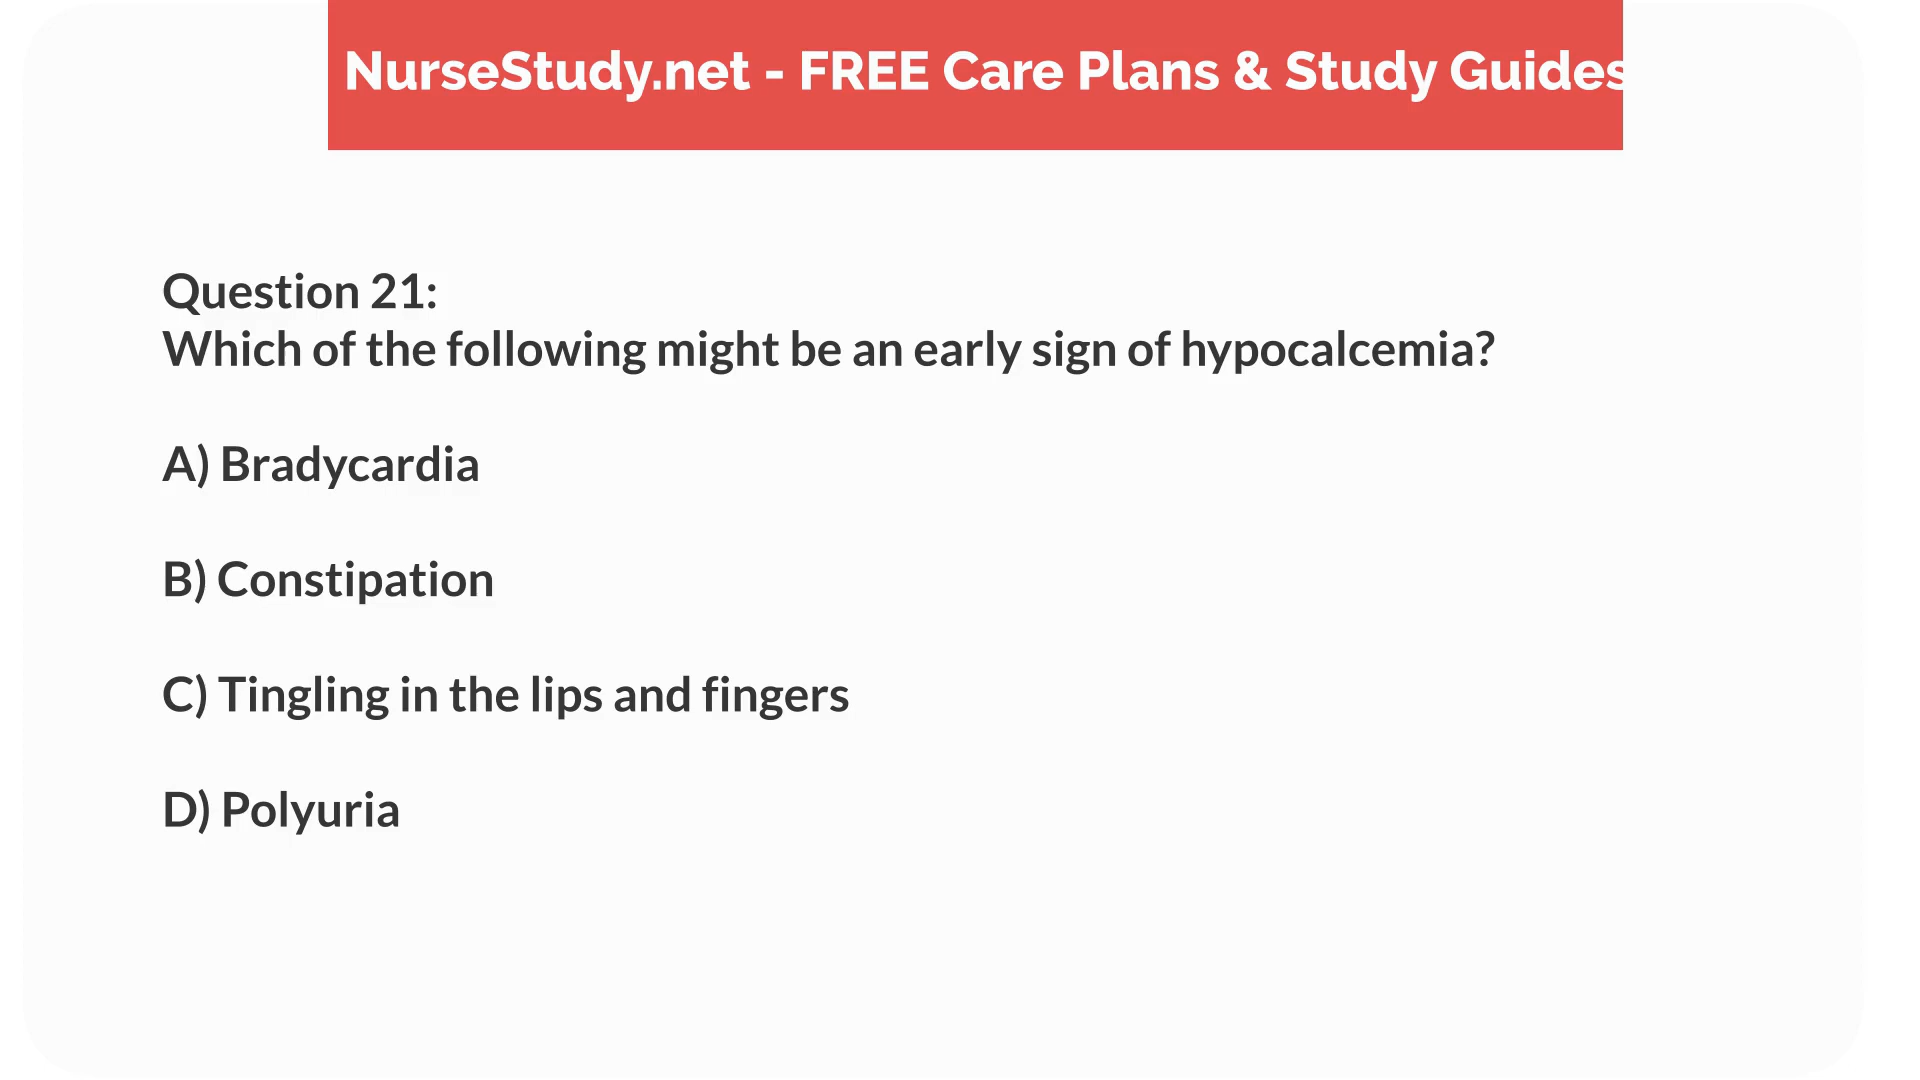 NurseStudy.net - FREE Care Plans & Study Guides
Question 21:
Which of the following might be an early sign of hypocalcemia?
A) Bradycardia
B) Constipation
C) Tingling in the lips and fingers
D) Polyuria